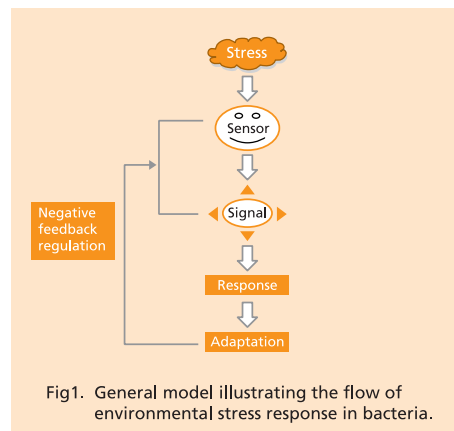 Stress
Sensor
Signal
Negative
feedback
regulation
Response
Adaptation
Fig1. General model illustrating the flow of
environmental stress response in bacteria.